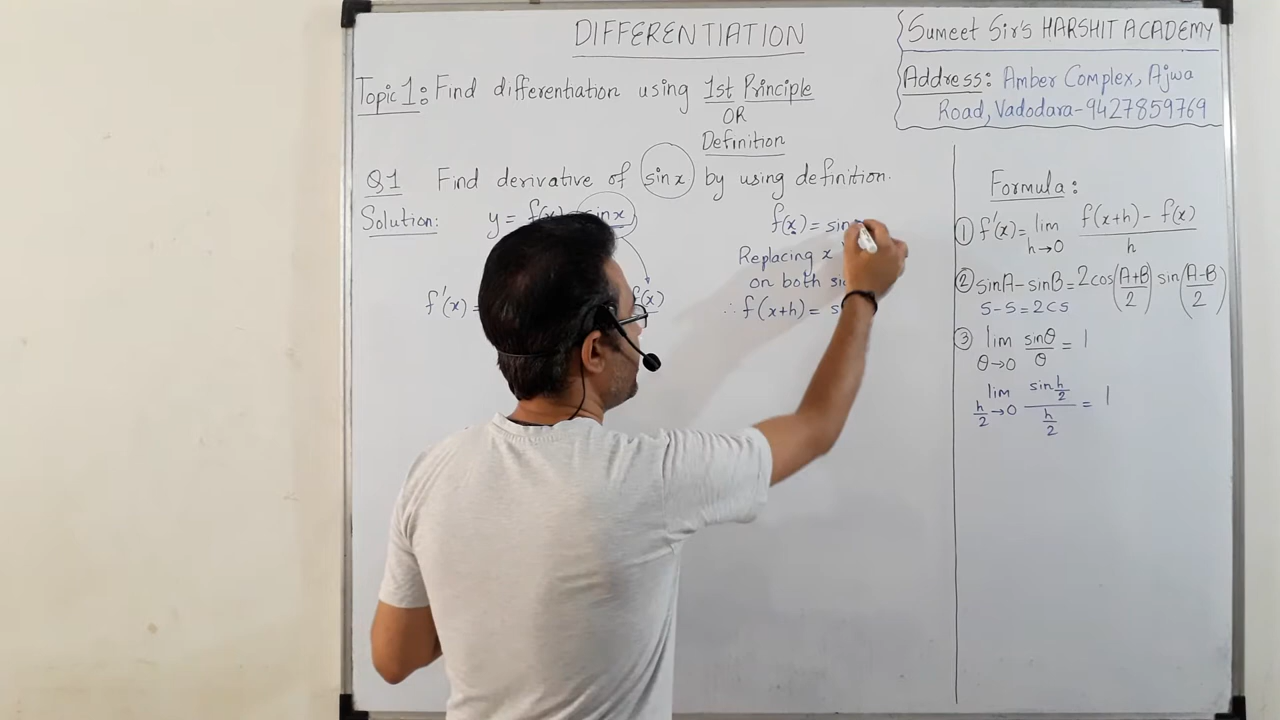 DIFFERENTIATION
Sumeet Sir's HARSHIT ACADEMY
Address: Amber Complex, Ajwa
Road, Vadodara-9427859769
Topic 1: Find differentiation using 1st Principle
OR
Definition
Q1 Find derivative of sin x by using definition.
Solution: y = f(x) = sin x
f'(x) =
f(x)
f(x) = sin
Replacing x
on both
∴ f(x+h) =
Formula:
① f'(x) = lim h→0 f(x+h) - f(x) / h
② sinA - sinB = 2cos(A+B/2) sin(A-B/2)
S-S = 2CS
③ lim θ→0 sinθ/θ = 1
lim h/2→0 sin h/2 / h/2 = 1